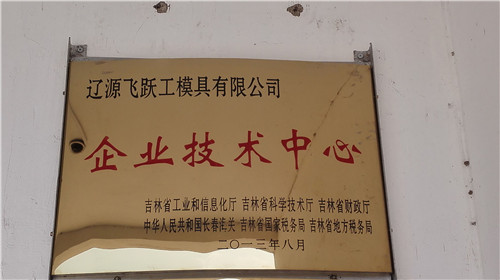 辽源飞跃工模具有限公司
企业技术中心
吉林省工业和信息化厅 吉林省科学技术厅 吉林省财政厅
中华人民共和国长春海关 吉林省国家税务局 吉林省地方税务局
二〇一三年八月